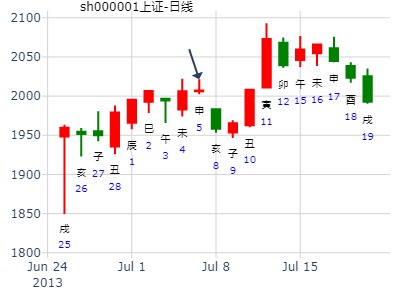 sh000001上证-日线
2100
2050
2000
1950
1900
1850
1800
戌
25
亥
26
子
27
丑
28
辰
1
巳
2
午
3
未
4
申
5
亥
8
子
9
丑
10
寅
11
卯
12
午
15
未
16
申
17
酉
18
戌
19
Jun 24
2013
Jul 1
Jul 8
Jul 15